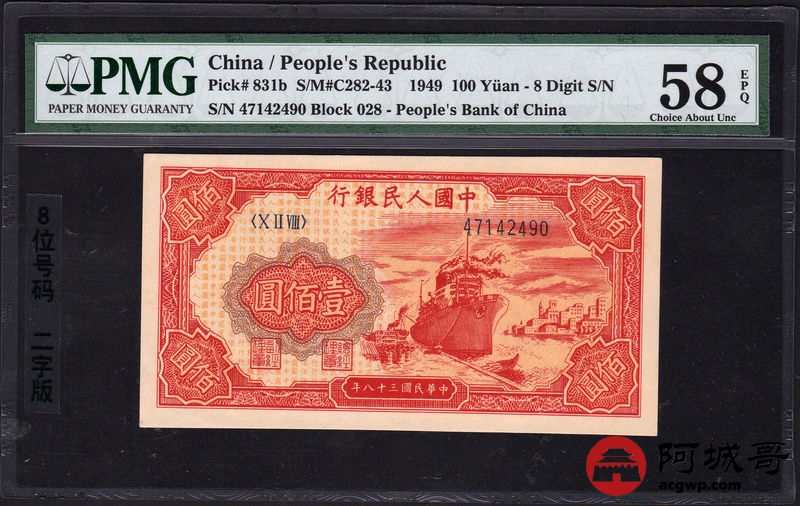 PMG
PAPER MONEY GUARANTY
China / People's Republic
Pick# 831b S/M#C282-43 1949 100 Yüan - 8 Digit S/N
S/N 47142490 Block 028 - People's Bank of China
58
EPQ
Choice About Unc
8位号码 二字版
中國人民銀行
佰圓
佰圓
〈X II VIII〉
47142490
壹佰圓
佰圓
佰圓
中華民國三十八年
阿城哥
acgwp.com